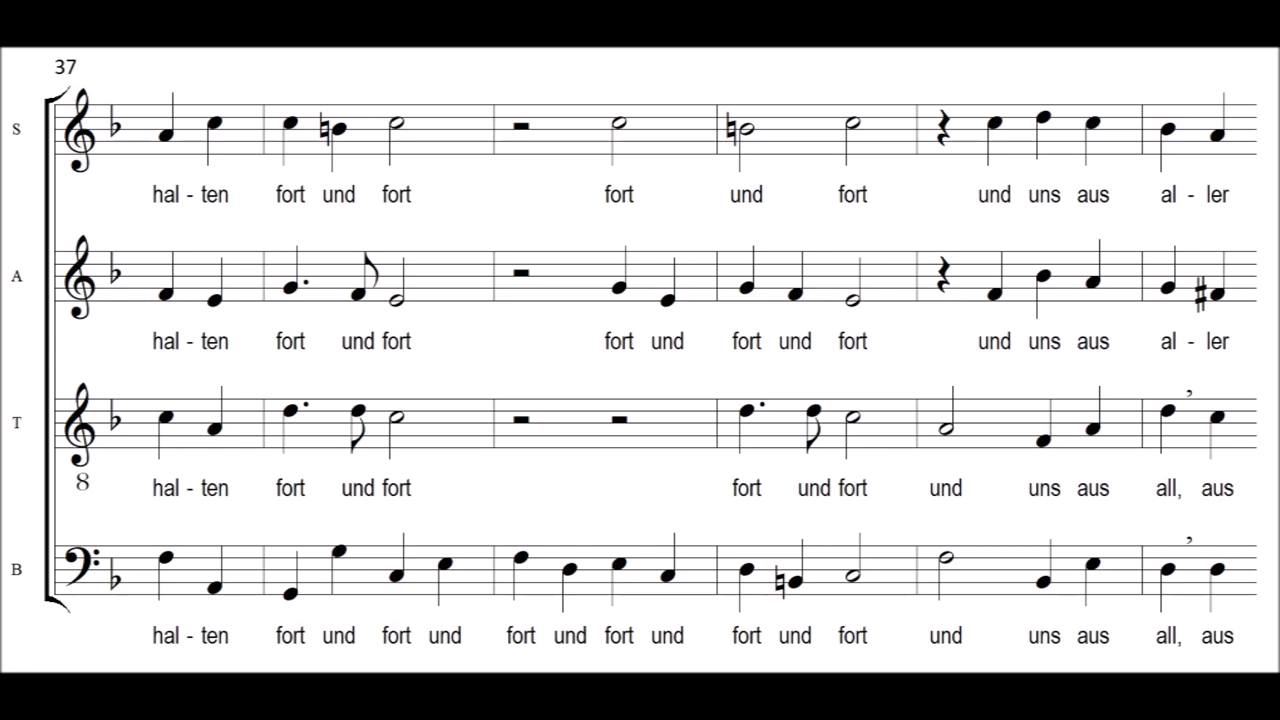 37
S
hal - ten fort und fort fort und fort und uns aus al - ler
A
hal - ten fort und fort fort und fort und fort und uns aus al - ler
T
8
hal - ten fort und fort fort und fort und uns aus all, aus
B
hal - ten fort und fort und fort und fort und fort und fort und uns aus all, aus